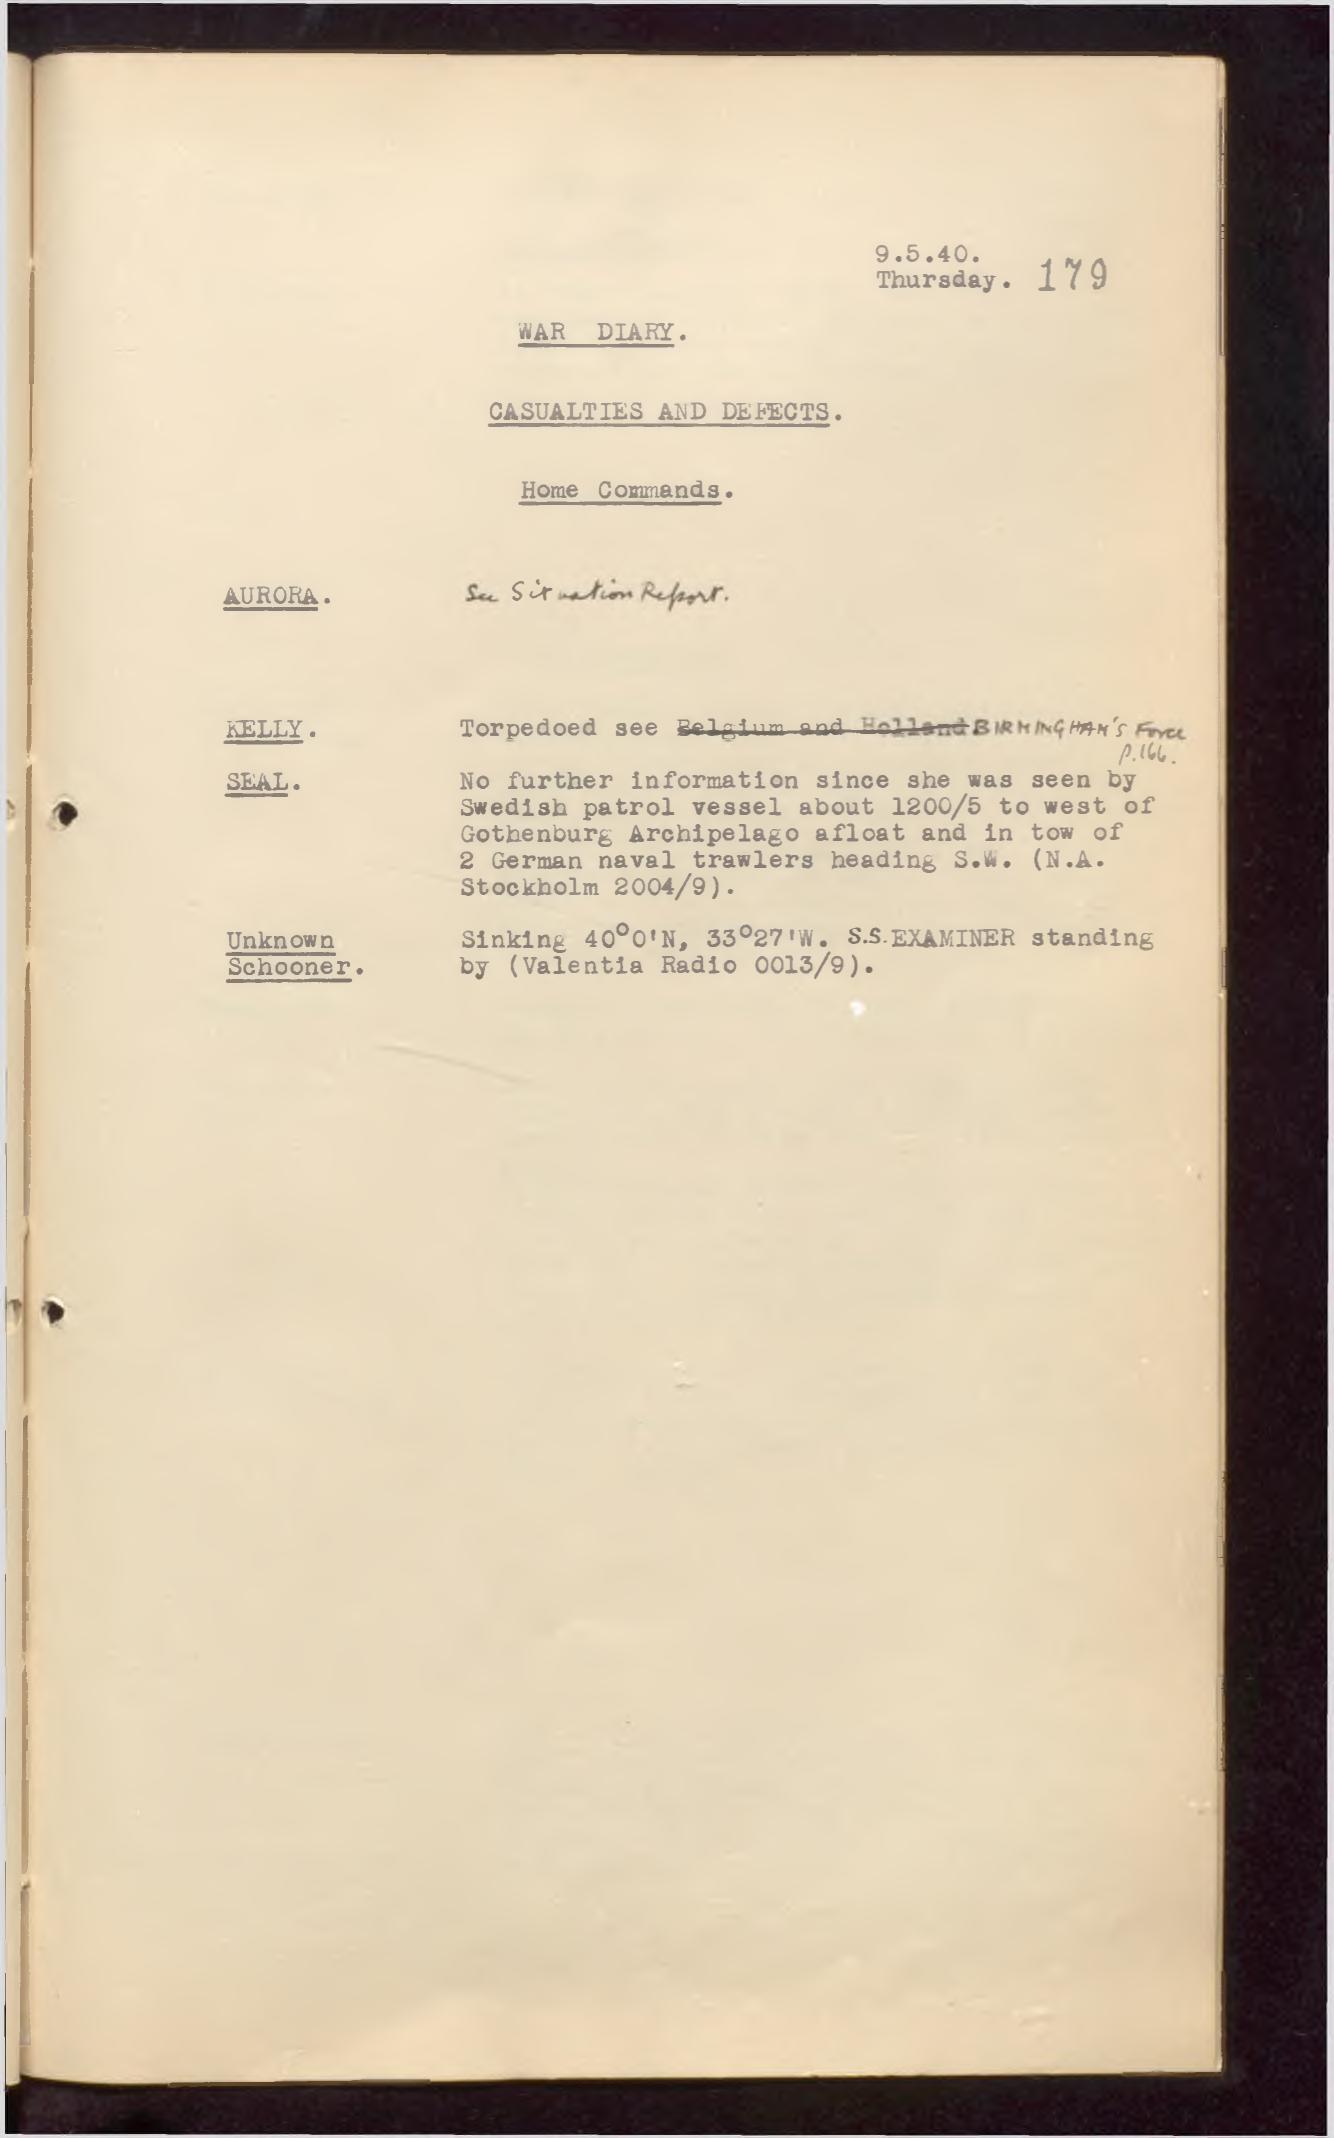 9.5.40.
Thursday. 179
WAR DIARY.
CASUALTIES AND DEFECTS.
Home Commands.
AURORA. See Situation Report.
KELLY. Torpedoed see Belgium and Holland BIRMINGHAM'S Force
p.166.
SEAL. No further information since she was seen by
Swedish patrol vessel about 1200/5 to west of
Gothenburg Archipelago afloat and in tow of
2 German naval trawlers heading S.W. (N.A.
Stockholm 2004/9).
Unknown Sinking 40°0'N, 33°27'W. S.S.EXAMINER standing
Schooner. by (Valentia Radio 0013/9).